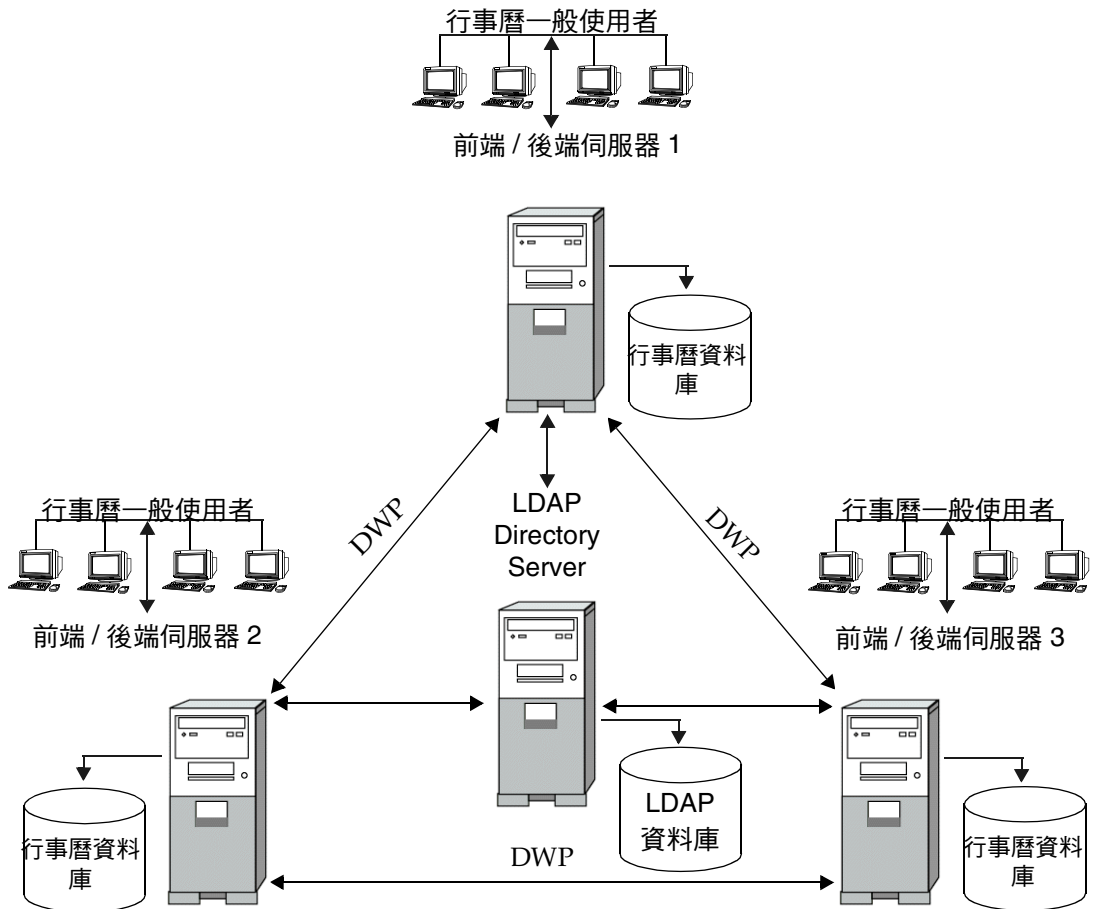 行事曆一般使用者
前端 / 後端伺服器 1
行事曆資料
庫
DWP
LDAP
Directory
Server
DWP
行事曆一般使用者
前端 / 後端伺服器 2
行事曆一般使用者
前端 / 後端伺服器 3
行事曆資料
庫
LDAP
資料庫
DWP
行事曆資料
庫